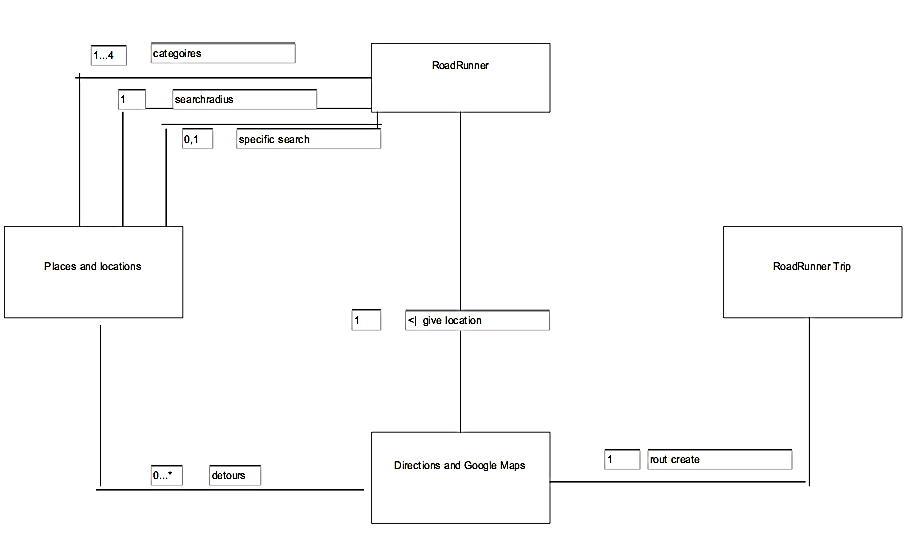 1...4
categoires
RoadRunner
1
searchradius
0,1
specific search
Places and locations
RoadRunner Trip
1
<| give location
Directions and Google Maps
1
rout create
0...*
detours